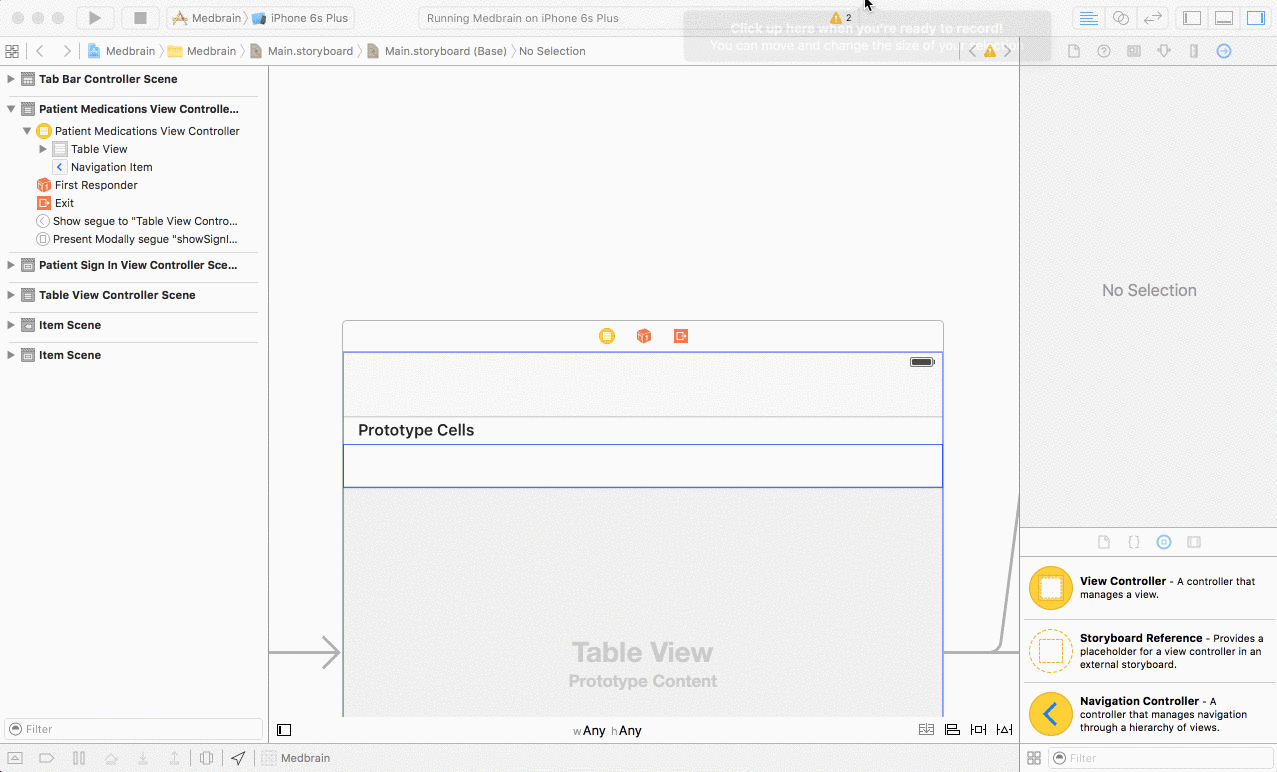 Medbrain iPhone 6s Plus
Running Medbrain on iPhone 6s Plus
2
Click up here when you're ready to record!
You can move and change the size of your selection
Medbrain Medbrain Main.storyboard Main.storyboard (Base) No Selection
Tab Bar Controller Scene
Patient Medications View Controlle...
Patient Medications View Controller
Table View
Navigation Item
First Responder
Exit
Show segue to "Table View Contro...
Present Modally segue "showSignI...
Patient Sign In View Controller Sce...
Table View Controller Scene
Item Scene
Item Scene
Filter
Prototype Cells
Table View
Prototype Content
wAny hAny
Medbrain
No Selection
View Controller - A controller that
manages a view.
Storyboard Reference - Provides a
placeholder for a view controller in an
external storyboard.
Navigation Controller - A
controller that manages navigation
through a hierarchy of views.
Filter